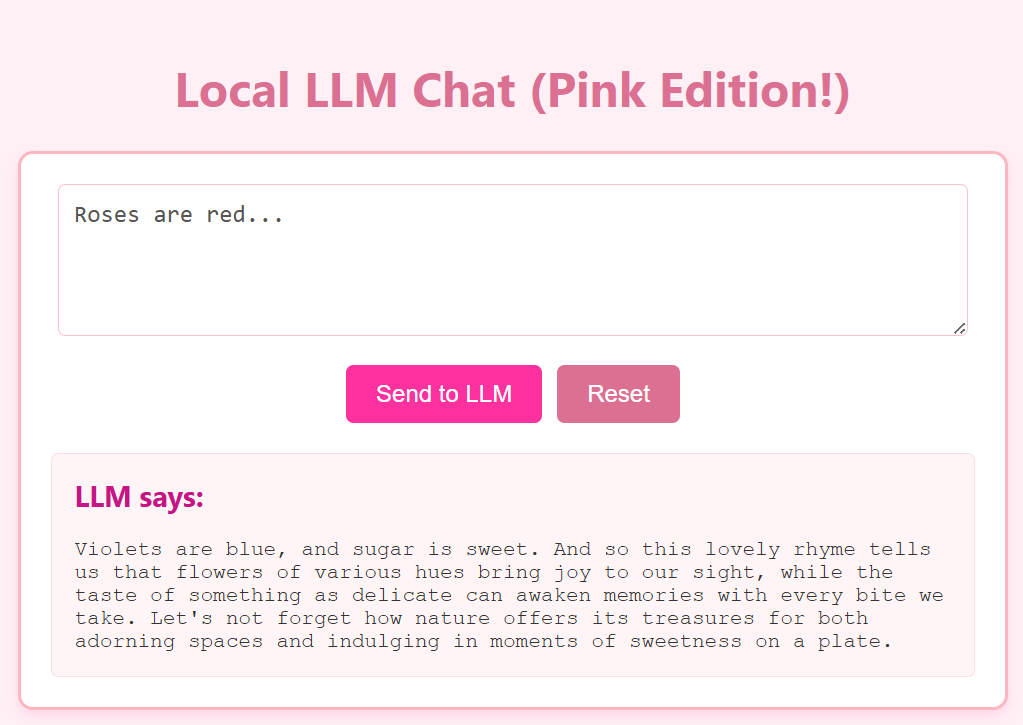 Local LLM Chat (Pink Edition!)
Roses are red...
Send to LLM
Reset
LLM says:
Violets are blue, and sugar is sweet. And so this lovely rhyme tells
us that flowers of various hues bring joy to our sight, while the
taste of something as delicate can awaken memories with every bite we
take. Let's not forget how nature offers its treasures for both
adorning spaces and indulging in moments of sweetness on a plate.